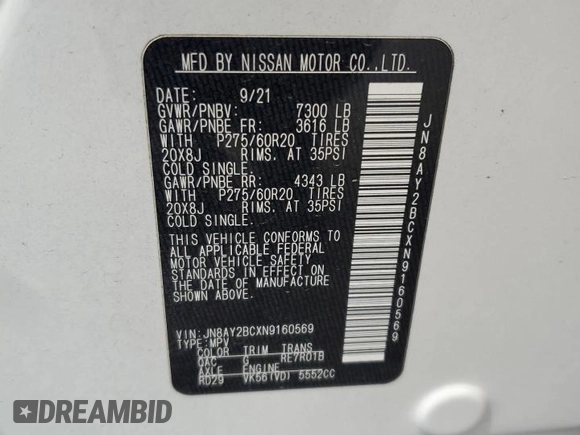 MFD BY NISSAN MOTOR CO.,LTD.
DATE: 9/21
GVWR/PNBV: 7300 LB
GAWR/PNBE FR: 3616 LB
WITH P275/60R20 TIRES
20X8J RIMS. AT 35PSI
COLD SINGLE.
GAWR/PNBE RR: 4343 LB
WITH P275/60R20 TIRES
20X8J RIMS. AT 35PSI
COLD SINGLE.
THIS VEHICLE CONFORMS TO
ALL APPLICABLE FEDERAL
MOTOR VEHICLE SAFETY
STANDARDS IN EFFECT ON
THE DATE OF MANUFACTURE
SHOWN ABOVE.
VIN: JN8AY2BCXN9160569
TYPE: MPV
COLOR TRIM TRANS
QAC G RE7R01B
AXLE ENGINE
RD29 VK56(VD) 5552CC
JN8AY2BCXN9160569
DREAMBID